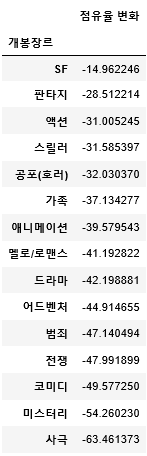 점유율 변화
개봉장르
SF -14.962246
판타지 -28.512214
액션 -31.005245
스릴러 -31.585397
공포(호러) -32.030370
가족 -37.134277
애니메이션 -39.579543
멜로/로맨스 -41.192822
드라마 -42.198881
어드벤처 -44.914655
범죄 -47.140494
전쟁 -47.991899
코미디 -49.577250
미스터리 -54.260230
사극 -63.461373